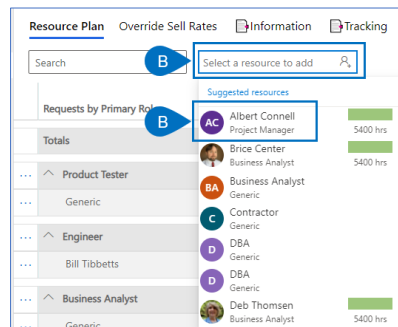 Resource Plan Override Sell Rates Information Tracking
Search B Select a resource to add
Suggested resources
Requests by Primary Rol
B AC Albert Connell
Project Manager 5400 hrs
Totals
Brice Center
Business Analyst 5400 hrs
... Product Tester
BA Business Analyst
Generic
Generic
C Contractor
Generic
... Engineer
D DBA
Generic
... Bill Tibbetts
D DBA
Generic
... Business Analyst
Deb Thomsen
Business Analyst 5400 hrs
... Generic